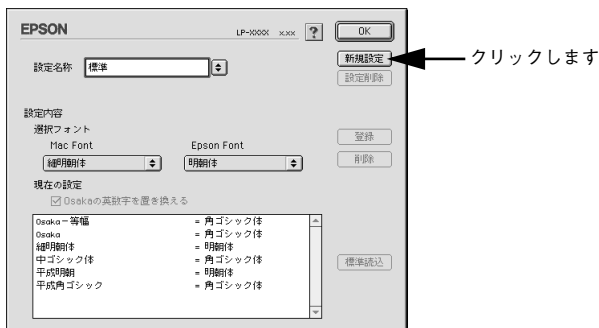 EPSON
LP-XXXX x.xx
?
OK
設定名称 標準
新規設定
クリックします
設定削除
設定内容
選択フォント
Mac Font Epson Font
登録
細明朝体 明朝体
削除
現在の設定
Osakaの英数字を置き換える
Osaka－等幅 = 角ゴシック体
Osaka = 角ゴシック体
細明朝体 = 明朝体
中ゴシック体 = 角ゴシック体
平成明朝 = 明朝体
平成角ゴシック = 角ゴシック体
標準読込